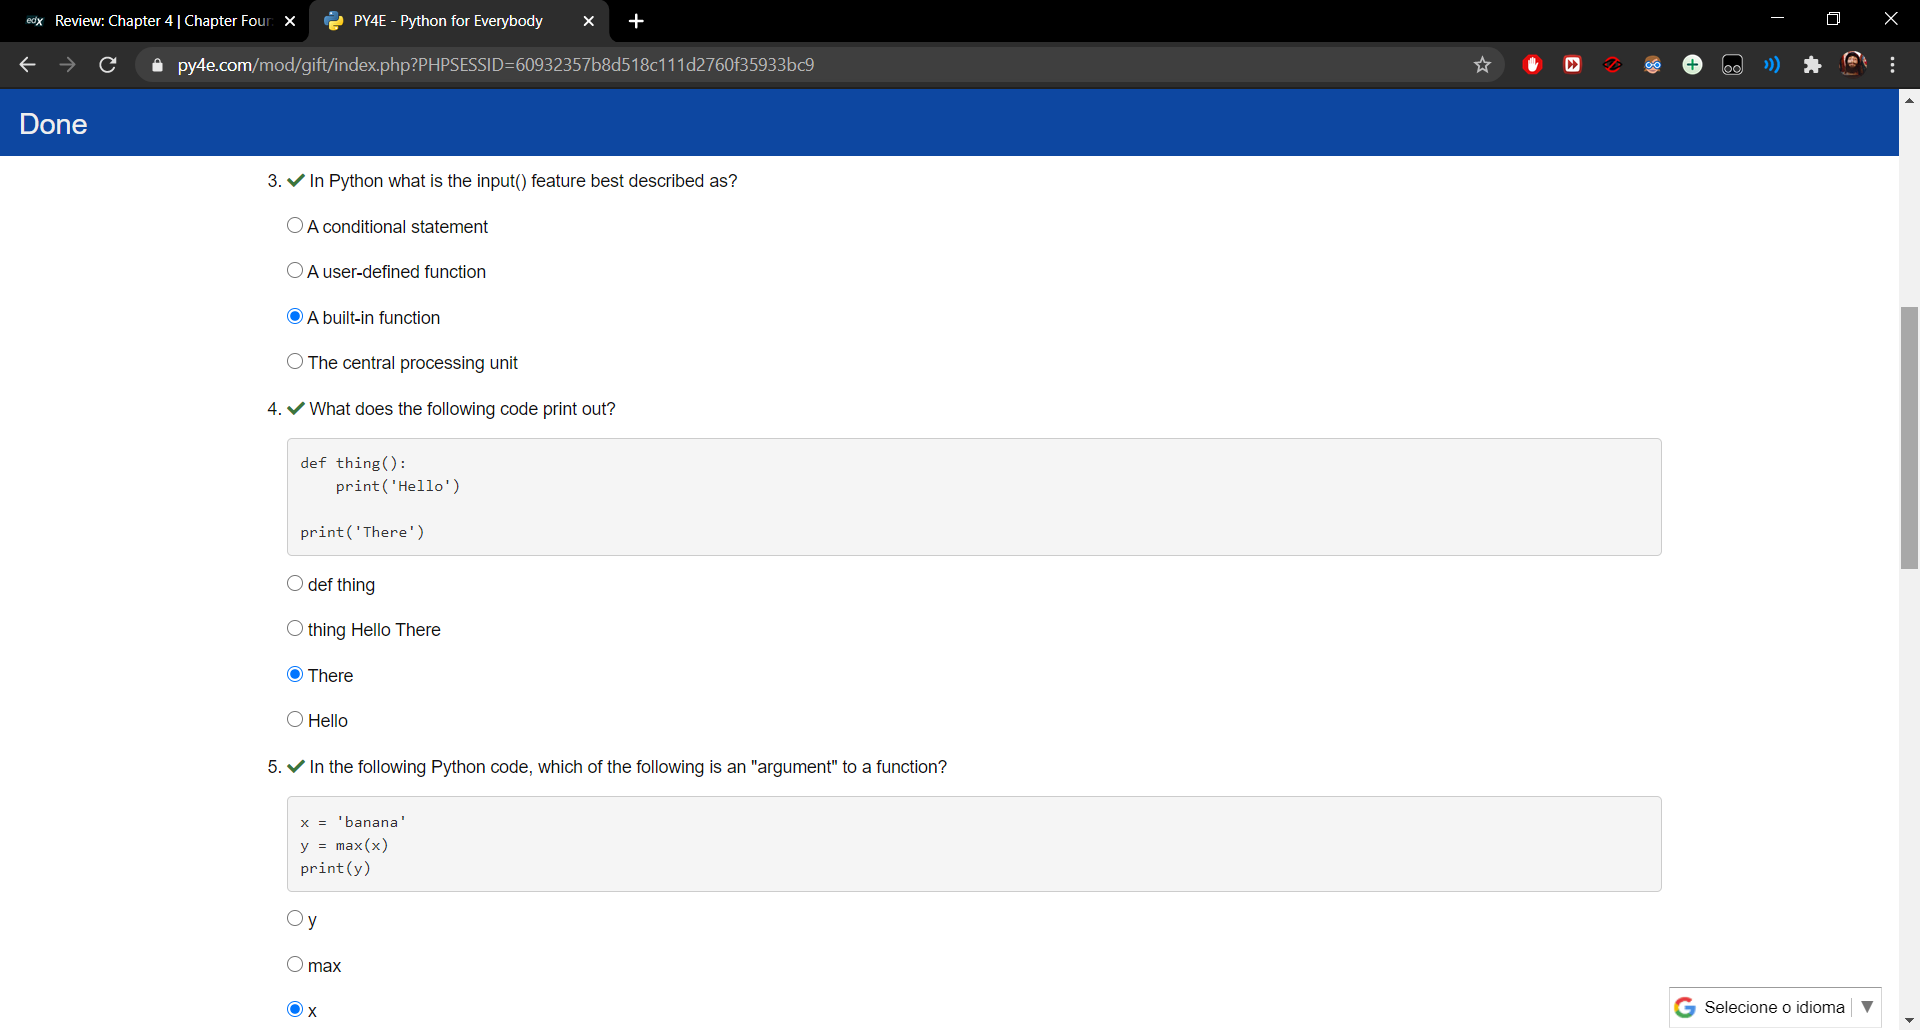 edX Review: Chapter 4 | Chapter Four
PY4E - Python for Everybody
py4e.com/mod/gift/index.php?PHPSESSID=60932357b8d518c111d2760f35933bc9
Done
3. In Python what is the input() feature best described as?
A conditional statement
A user-defined function
A built-in function
The central processing unit
4. What does the following code print out?
def thing():
    print('Hello')
print('There')
def thing
thing Hello There
There
Hello
5. In the following Python code, which of the following is an "argument" to a function?
x = 'banana'
y = max(x)
print(y)
y
max
x
Selecione o idioma